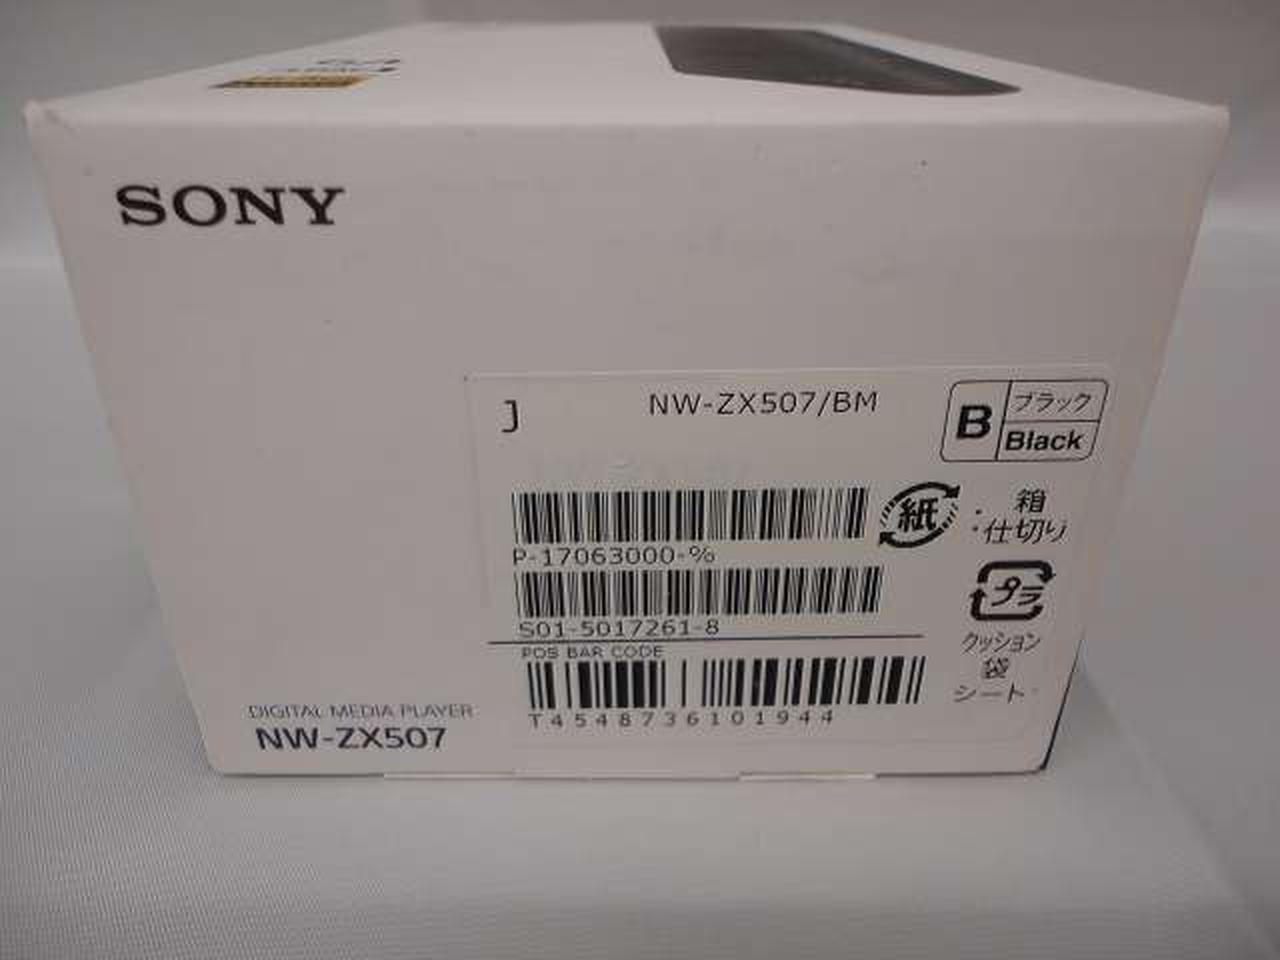 SONY
J
NW-ZX507/BM
B
ブラック
Black
P-17063000-%
紙
・箱
・仕切り
S01-5017261-8
プラ
POS BAR CODE
クッション
袋
シート
T4548736101944
DIGITAL MEDIA PLAYER
NW-ZX507